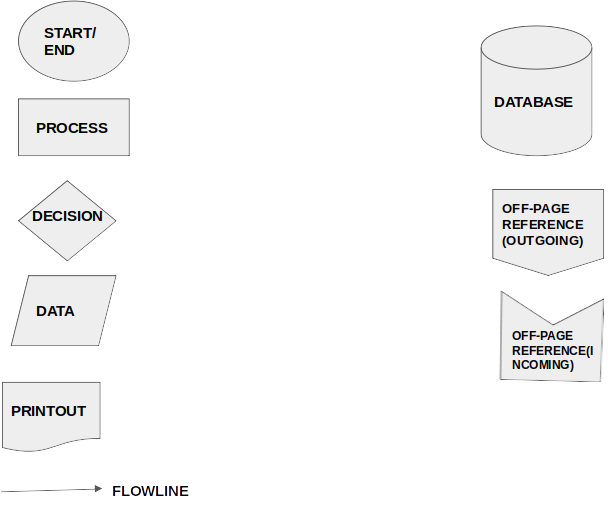 START/
END
PROCESS
DECISION
DATA
PRINTOUT
FLOWLINE
DATABASE
OFF-PAGE
REFERENCE
(OUTGOING)
OFF-PAGE
REFERENCE(I
NCOMING)